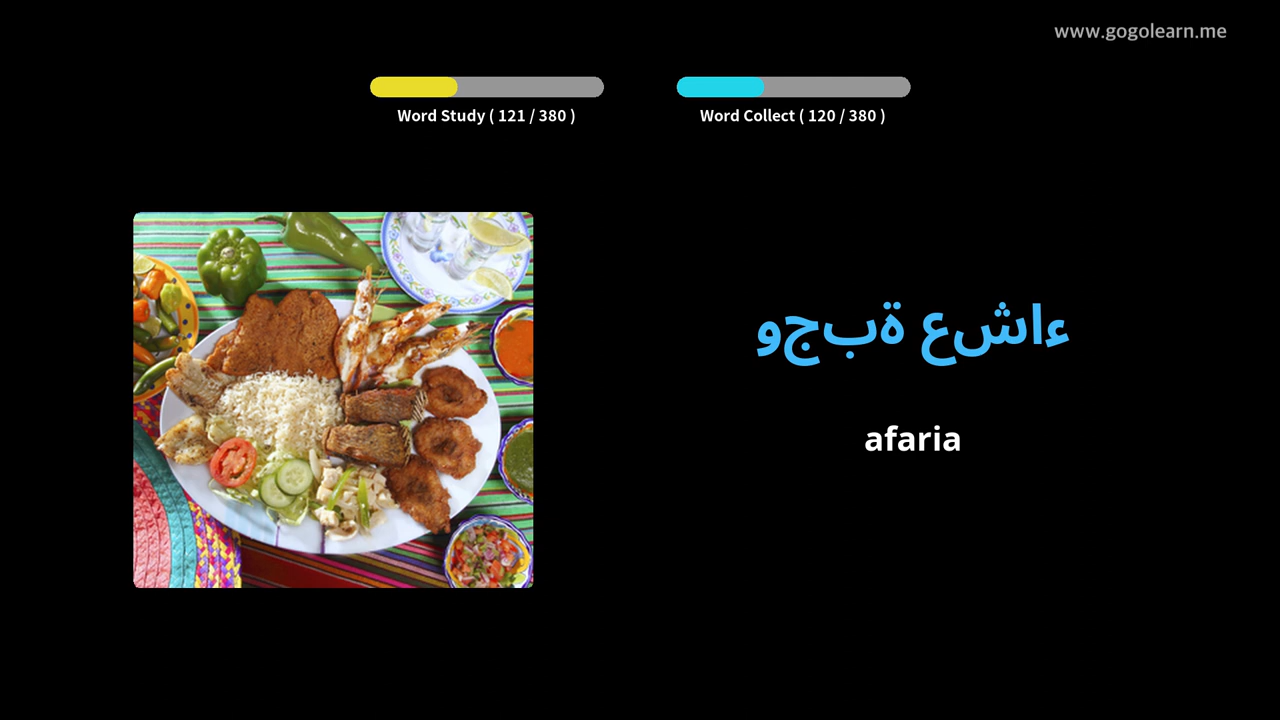 www.gogolearn.me
Word Study ( 121 / 380 )
Word Collect ( 120 / 380 )
ءاشع ةبجو
afaria